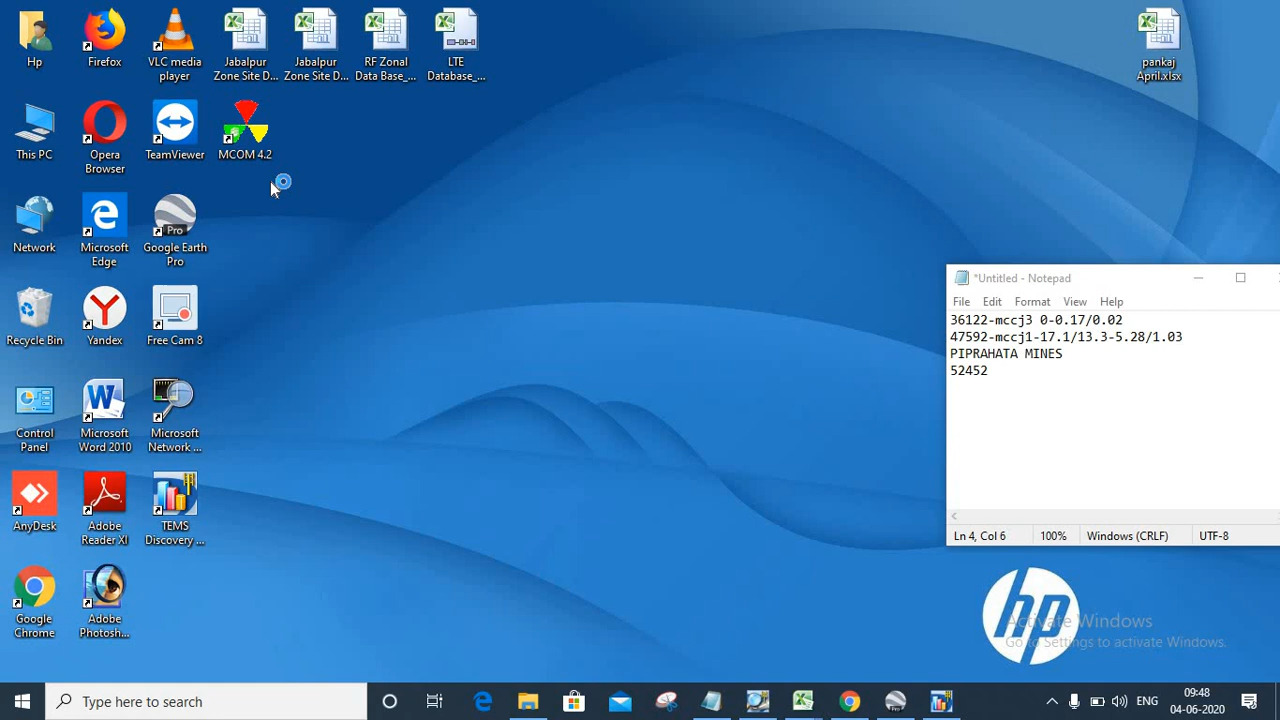 Hp
Firefox
VLC media
player
Jabalpur
Zone Site D...
Jabalpur
Zone Site D...
RF Zonal
Data Base_...
LTE
Database_...
pankaj
April.xlsx
This PC
Opera
Browser
TeamViewer
MCOM 4.2
Network
Microsoft
Edge
Pro
Google Earth
Pro
Recycle Bin
Yandex
Free Cam 8
Control
Panel
Microsoft
Word 2010
Microsoft
Network ...
AnyDesk
Adobe
Reader XI
TEMS
Discovery ...
Google
Chrome
Adobe
Photosh...
*Untitled - Notepad
File Edit Format View Help
36122-mccj3 0-0.17/0.02
47592-mccj1-17.1/13.3-5.28/1.03
PIPRAHATA MINES
52452
Ln 4, Col 6 100% Windows (CRLF) UTF-8
hp
Activate Windows
Go to Settings to activate Windows.
Type here to search
ENG
09:48
04-06-2020